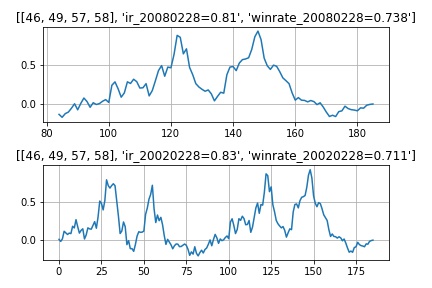 [[46, 49, 57, 58], 'ir_20080228=0.81', 'winrate_20080228=0.738']
0.5
0.0
80 100 120 140 160 180
[[46, 49, 57, 58], 'ir_20020228=0.83', 'winrate_20020228=0.711']
0.5
0.0
0 25 50 75 100 125 150 175